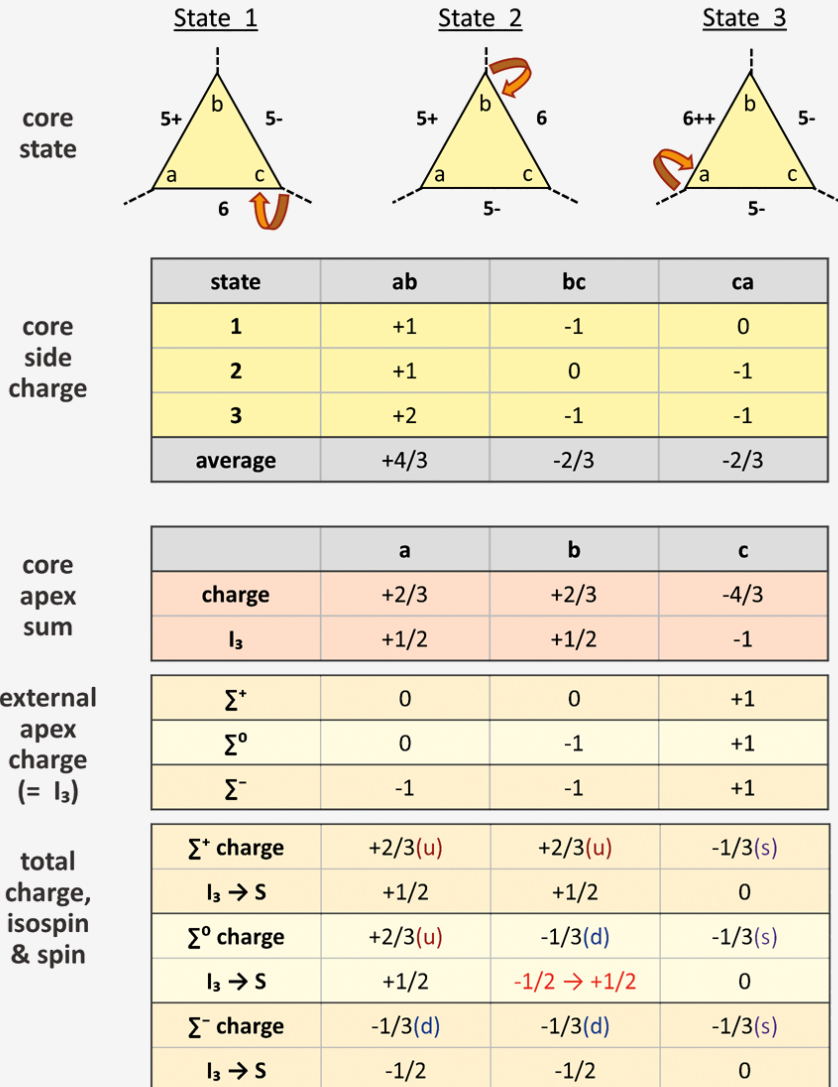 State 1 State 2 State 3
core
state
5+ b 5- a c 6
5+ b 6 a c 5-
6++ b 5- a c 5-
core
side
charge
state ab bc ca
1 +1 -1 0
2 +1 0 -1
3 +2 -1 -1
average +4/3 -2/3 -2/3
core
apex
sum
a b c
charge +2/3 +2/3 -4/3
I₃ +1/2 +1/2 -1
external
apex
charge
(= I₃)
∑⁺ 0 0 +1
∑⁰ 0 -1 +1
∑⁻ -1 -1 +1
total
charge,
isospin
& spin
∑⁺ charge +2/3(u) +2/3(u) -1/3(s)
I₃ → S +1/2 +1/2 0
∑⁰ charge +2/3(u) -1/3(d) -1/3(s)
I₃ → S +1/2 -1/2 → +1/2 0
∑⁻ charge -1/3(d) -1/3(d) -1/3(s)
I₃ → S -1/2 -1/2 0